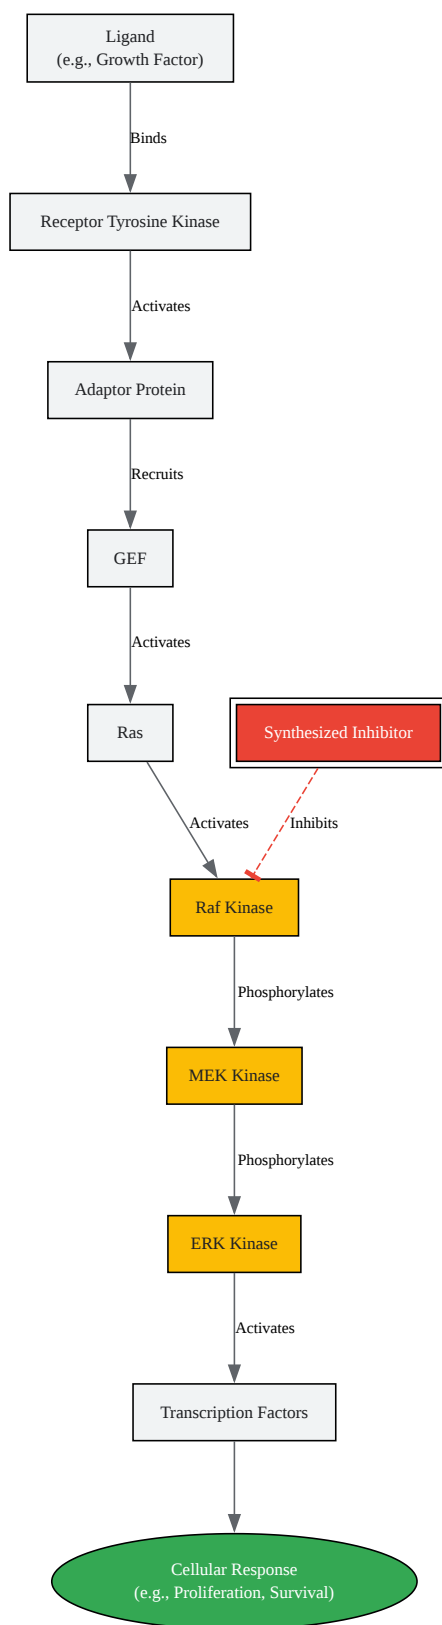 Ligand
(e.g., Growth Factor)
Binds
Receptor Tyrosine Kinase
Activates
Adaptor Protein
Recruits
GEF
Activates
Ras
Synthesized Inhibitor
Activates
Inhibits
Raf Kinase
Phosphorylates
MEK Kinase
Phosphorylates
ERK Kinase
Activates
Transcription Factors
Cellular Response
(e.g., Proliferation, Survival)